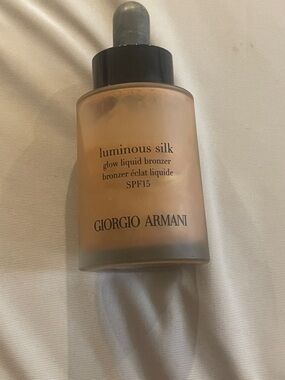 luminous silk
glow liquid bronzer
bronzer éclat liquide
SPF15
GIORGIO ARMANI